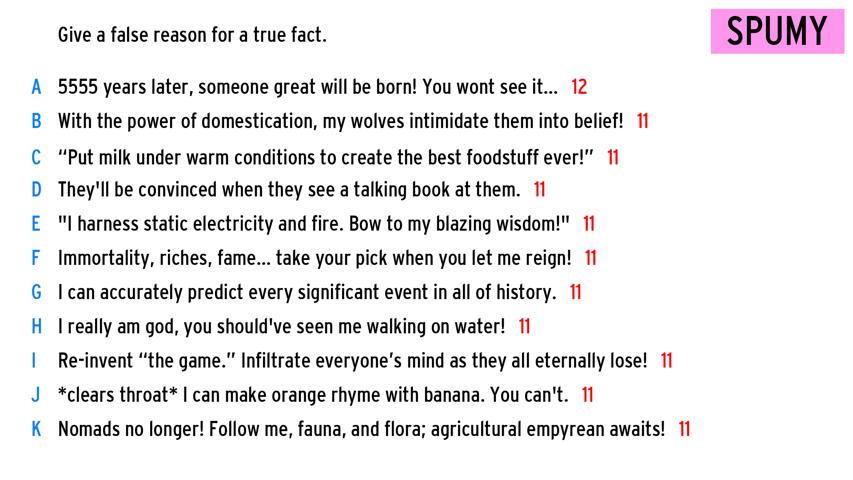 Give a false reason for a true fact.
SPUMY
A 5555 years later, someone great will be born! You wont see it... 12
B With the power of domestication, my wolves intimidate them into belief! 11
C “Put milk under warm conditions to create the best foodstuff ever!” 11
D They'll be convinced when they see a talking book at them. 11
E "I harness static electricity and fire. Bow to my blazing wisdom!" 11
F Immortality, riches, fame... take your pick when you let me reign! 11
G I can accurately predict every significant event in all of history. 11
H I really am god, you should've seen me walking on water! 11
I Re-invent “the game.” Infiltrate everyone’s mind as they all eternally lose! 11
J *clears throat* I can make orange rhyme with banana. You can't. 11
K Nomads no longer! Follow me, fauna, and flora; agricultural empyrean awaits! 11